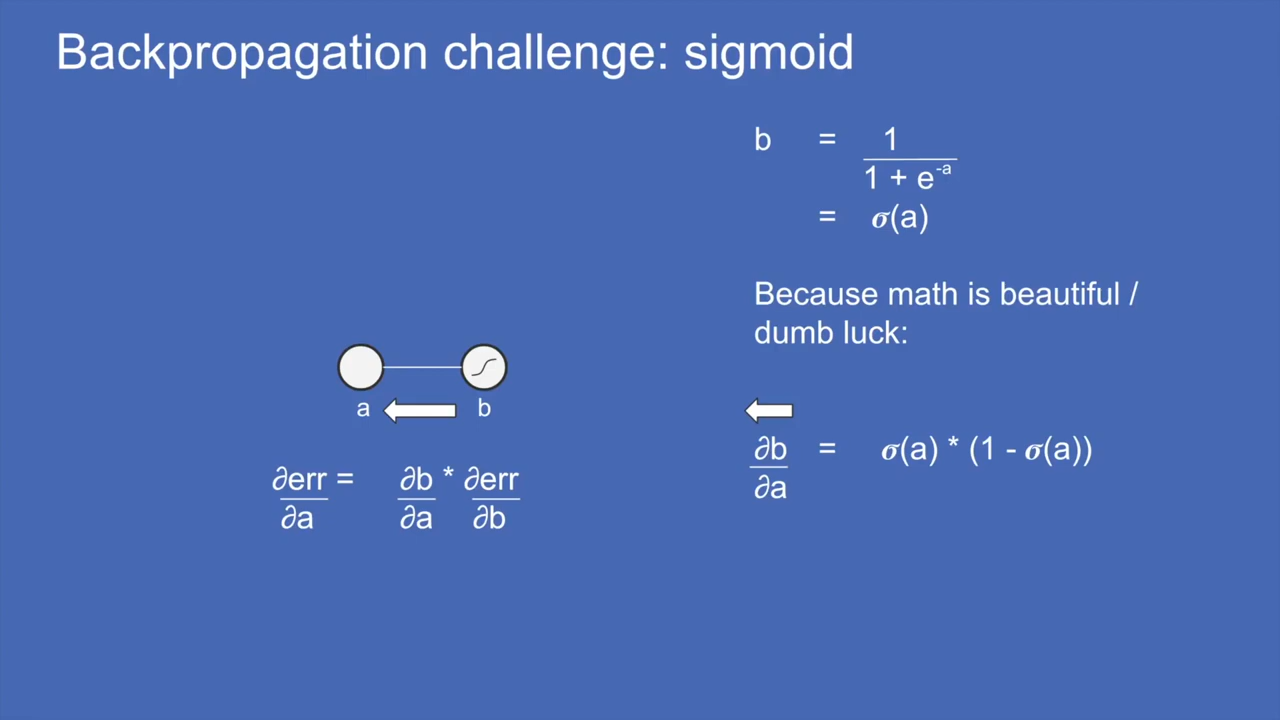 Backpropagation challenge: sigmoid
b = 1
1 + e^-a
= σ(a)
Because math is beautiful /
dumb luck:
a b
∂err = ∂b * ∂err
∂a ∂a ∂b
∂b = σ(a) * (1 - σ(a))
∂a